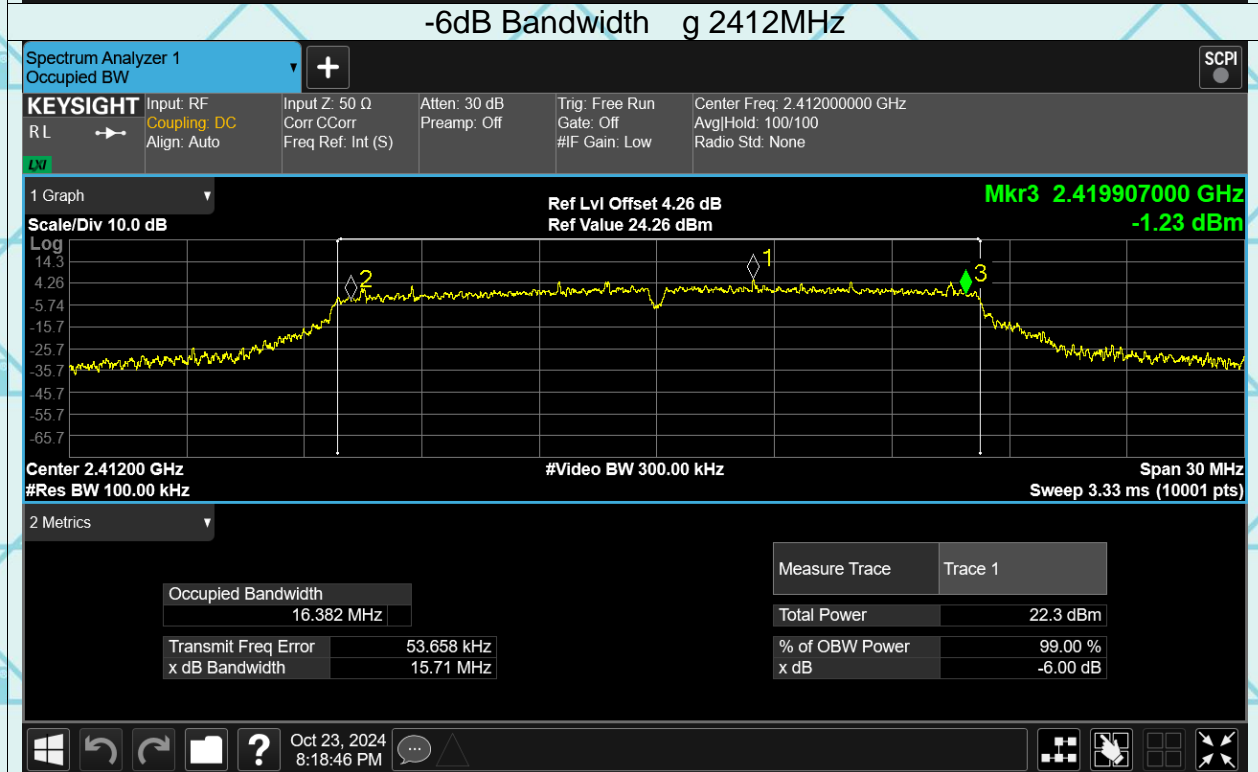 -6dB Bandwidth g 2412MHz
Spectrum Analyzer 1
Occupied BW
SCPI
KEYSIGHT
R L
LXI
Input: RF
Coupling: DC
Align: Auto
Input Z: 50 Ω
Corr CCorr
Freq Ref: Int (S)
Atten: 30 dB
Preamp: Off
Trig: Free Run
Gate: Off
#IF Gain: Low
Center Freq: 2.412000000 GHz
Avg|Hold: 100/100
Radio Std: None
1 Graph
Scale/Div 10.0 dB
Ref Lvl Offset 4.26 dB
Ref Value 24.26 dBm
Mkr3 2.419907000 GHz
-1.23 dBm
Log
14.3
4.26
-5.74
-15.7
-25.7
-35.7
-45.7
-55.7
-65.7
2
1
3
Center 2.41200 GHz
#Res BW 100.00 kHz
#Video BW 300.00 kHz
Span 30 MHz
Sweep 3.33 ms (10001 pts)
2 Metrics
Occupied Bandwidth
16.382 MHz
Transmit Freq Error 53.658 kHz
x dB Bandwidth 15.71 MHz
Measure Trace Trace 1
Total Power 22.3 dBm
% of OBW Power 99.00 %
x dB -6.00 dB
Oct 23, 2024
8:18:46 PM